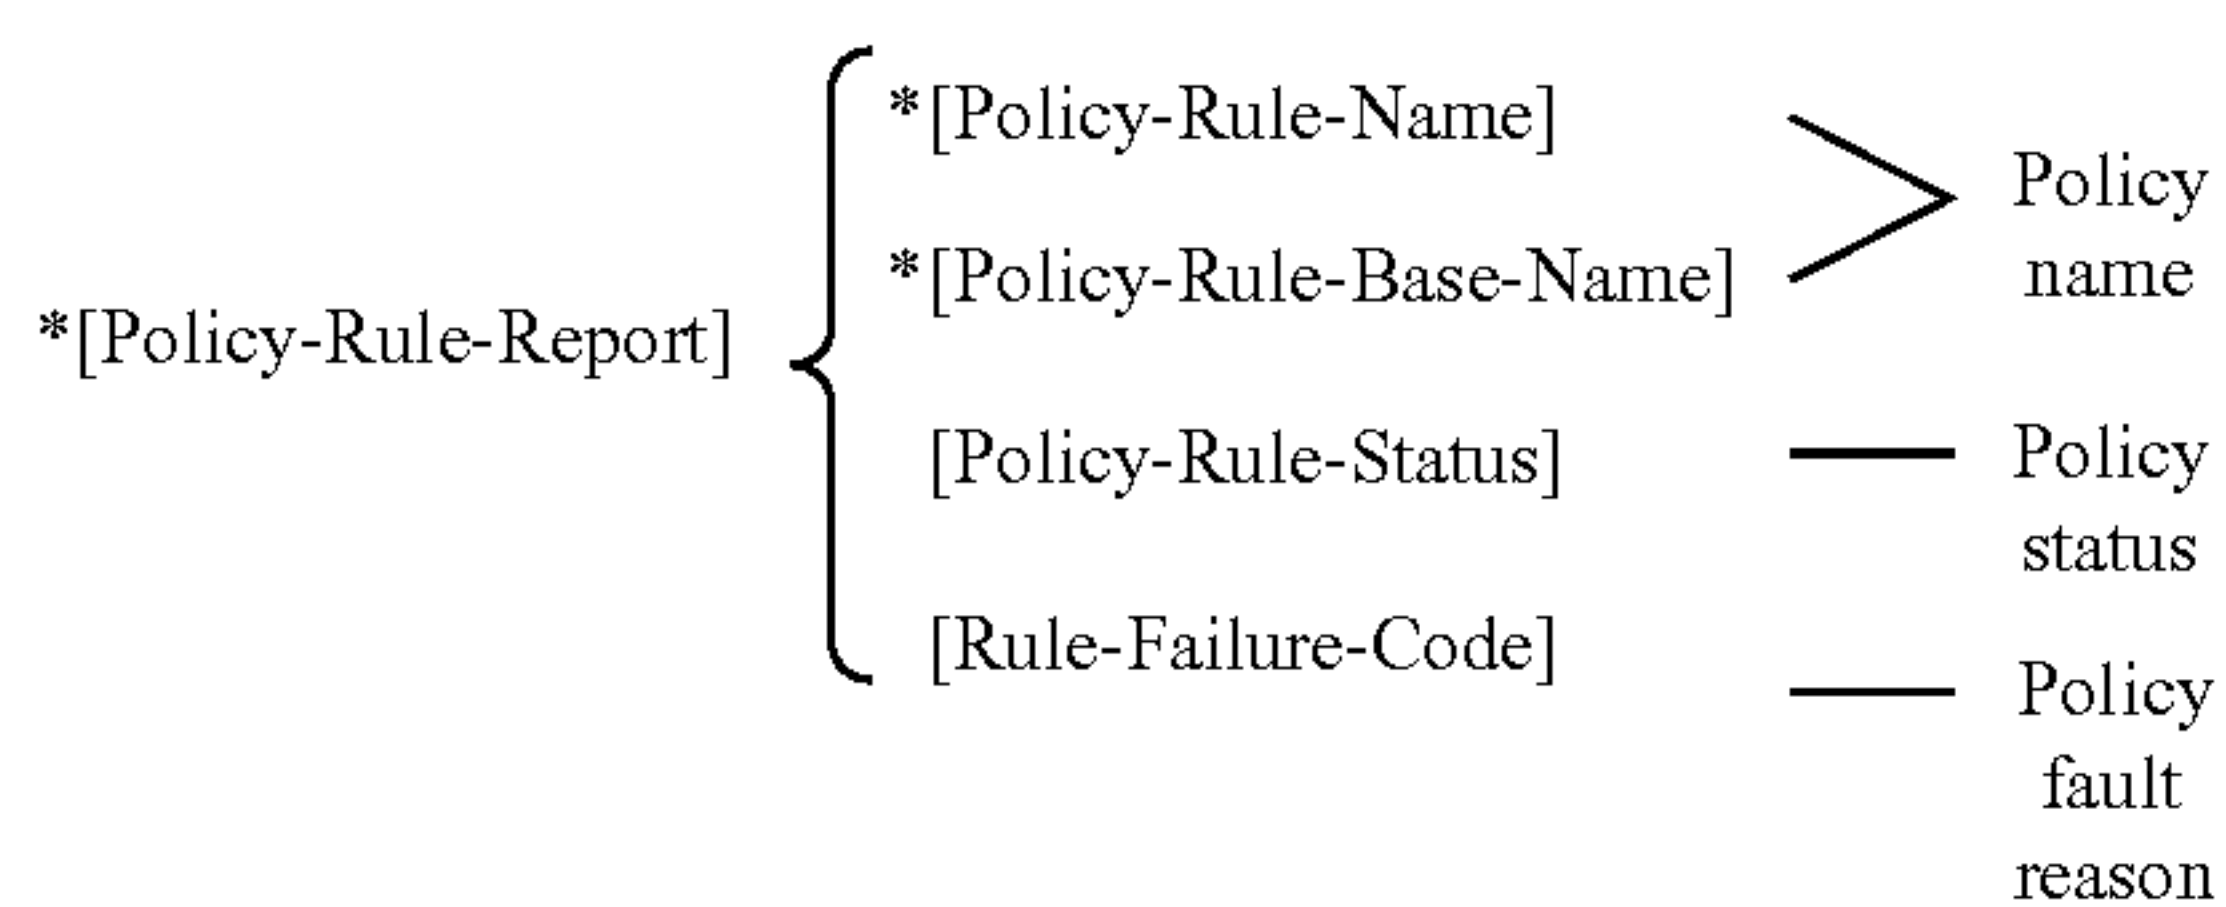 *[Policy-Rule-Report]
*[Policy-Rule-Name]
*[Policy-Rule-Base-Name]
[Policy-Rule-Status]
[Rule-Failure-Code]
Policy
name
Policy
status
Policy
fault
reason